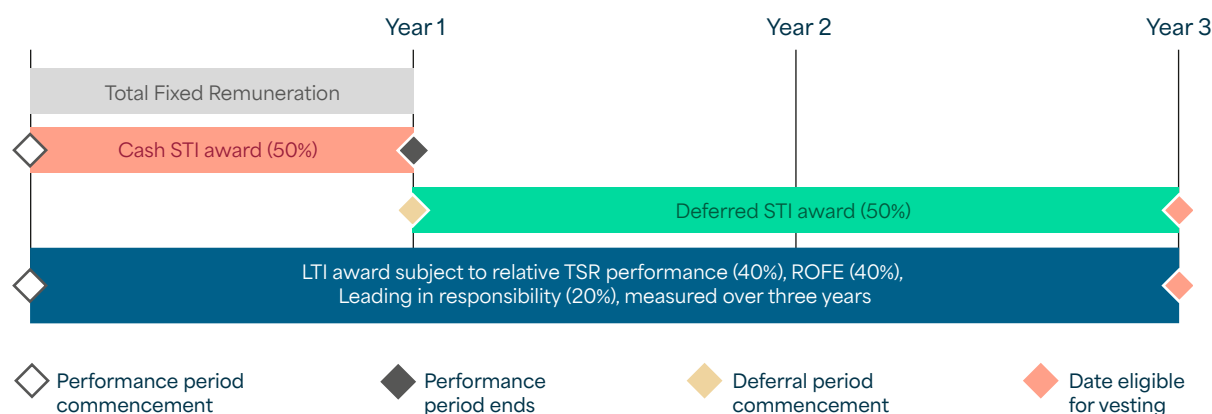 Year 1
Year 2
Year 3
Total Fixed Remuneration
Cash STI award (50%)
Deferred STI award (50%)
LTI award subject to relative TSR performance (40%), ROFE (40%),
Leading in responsibility (20%), measured over three years
Performance period
commencement
Performance
period ends
Deferral period
commencement
Date eligible
for vesting